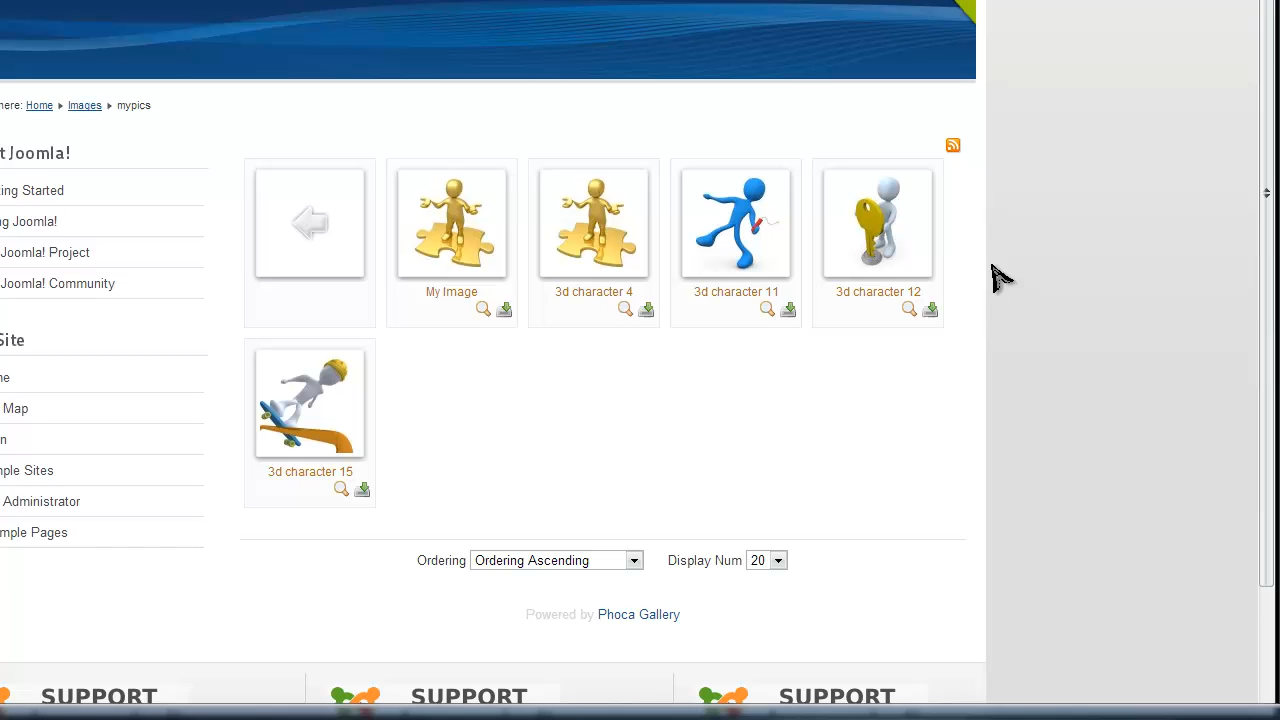 here: Home Images mypics
t Joomla!
ing Started
g Joomla!
Joomla! Project
Joomla! Community
Site
ne
Map
n
mple Sites
Administrator
mple Pages
My Image
3d character 4
3d character 11
3d character 12
3d character 15
Ordering Ordering Ascending Display Num 20
Powered by Phoca Gallery
SUPPORT
SUPPORT
SUPPORT